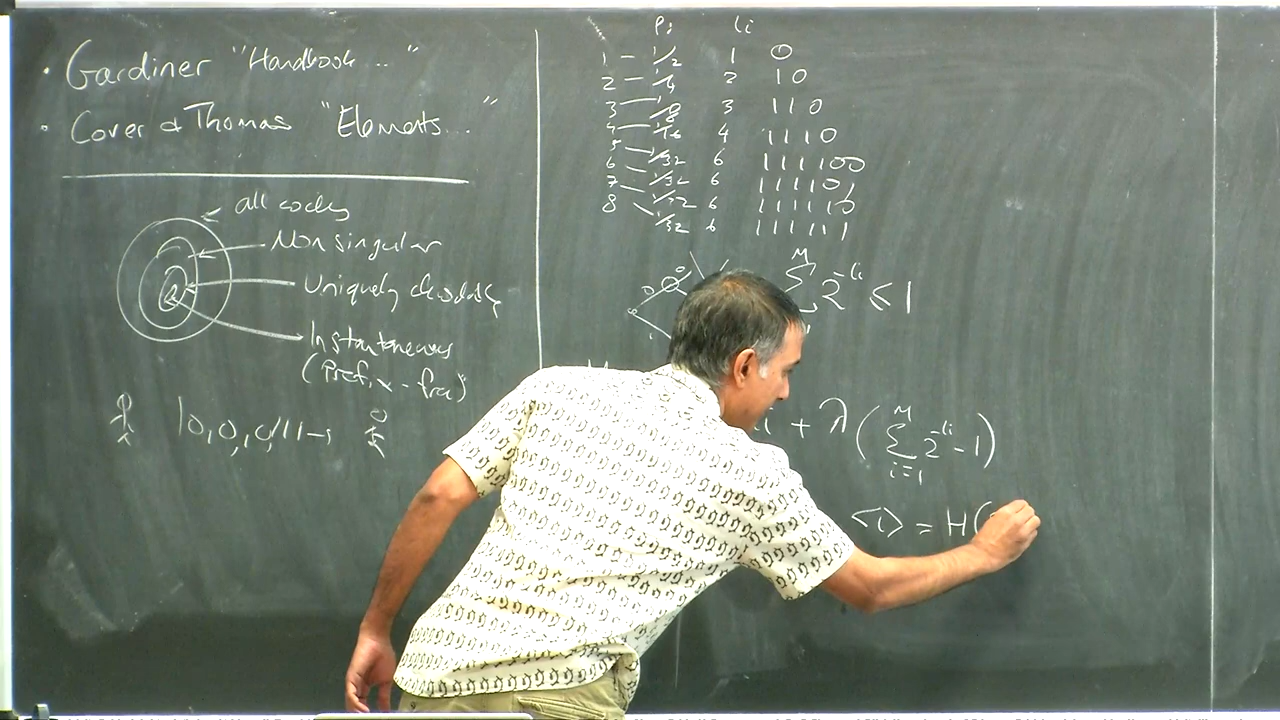 · Gardiner "Handbook.."
· Cover & Thomas "Elements..."
all codes
Non singular
Uniquely decodable
Instantaneous
(Prefix-free)
10,0,0,111→
Pi li
1 - 1/2 1 0
2 - 1/4 2 10
3 - 1/8 3 110
4 - 1/16 4 1110
5 - 1/32 6 111100
6 - 1/32 6 111101
7 - 1/32 6 111110
8 - 1/32 6 111111
M
Σ 2^-li ≤ 1
i + λ ( Σ 2^-li - 1 )
M
i=1
<l> = H(